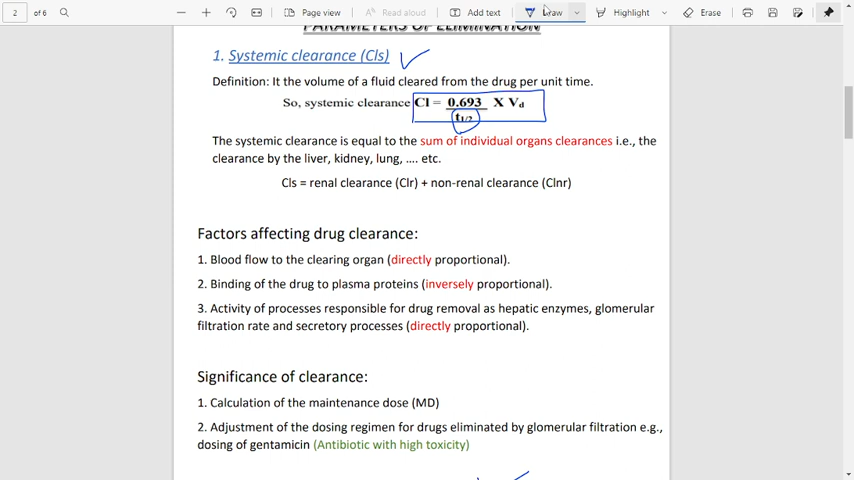 2 of 6 Page view Read aloud Add text Draw Highlight Erase
PARAMETERS OF ELIMINATION
1. Systemic clearance (Cls)
Definition: It the volume of a fluid cleared from the drug per unit time.
So, systemic clearance Cl = 0.693 X Vd
t1/2
The systemic clearance is equal to the sum of individual organs clearances i.e., the
clearance by the liver, kidney, lung, .... etc.
Cls = renal clearance (Clr) + non-renal clearance (Clnr)
Factors affecting drug clearance:
1. Blood flow to the clearing organ (directly proportional).
2. Binding of the drug to plasma proteins (inversely proportional).
3. Activity of processes responsible for drug removal as hepatic enzymes, glomerular
filtration rate and secretory processes (directly proportional).
Significance of clearance:
1. Calculation of the maintenance dose (MD)
2. Adjustment of the dosing regimen for drugs eliminated by glomerular filtration e.g.,
dosing of gentamicin (Antibiotic with high toxicity)